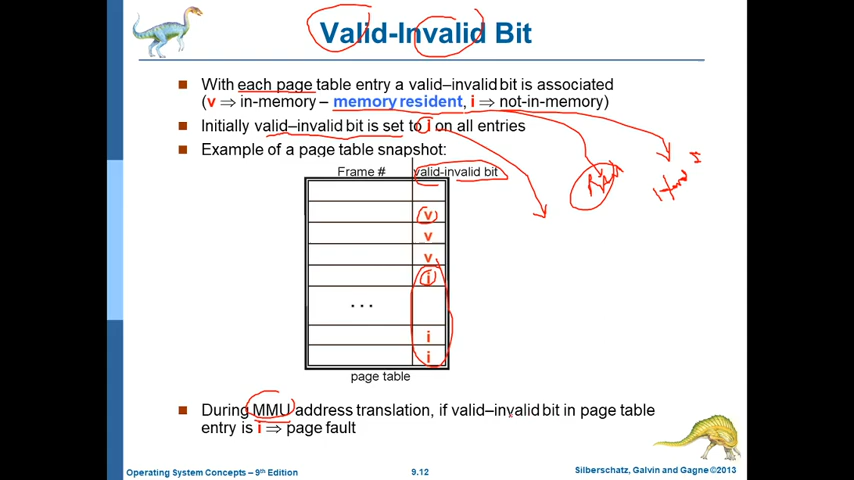 Valid-Invalid Bit
With each page table entry a valid–invalid bit is associated
(v ⇒ in-memory – memory resident, i ⇒ not-in-memory)
Initially valid–invalid bit is set to i on all entries
Example of a page table snapshot:
Frame # valid-invalid bit
v
v
v
i
...
i
i
page table
During MMU address translation, if valid–invalid bit in page table
entry is i ⇒ page fault
Operating System Concepts – 9th Edition 9.12 Silberschatz, Galvin and Gagne ©2013